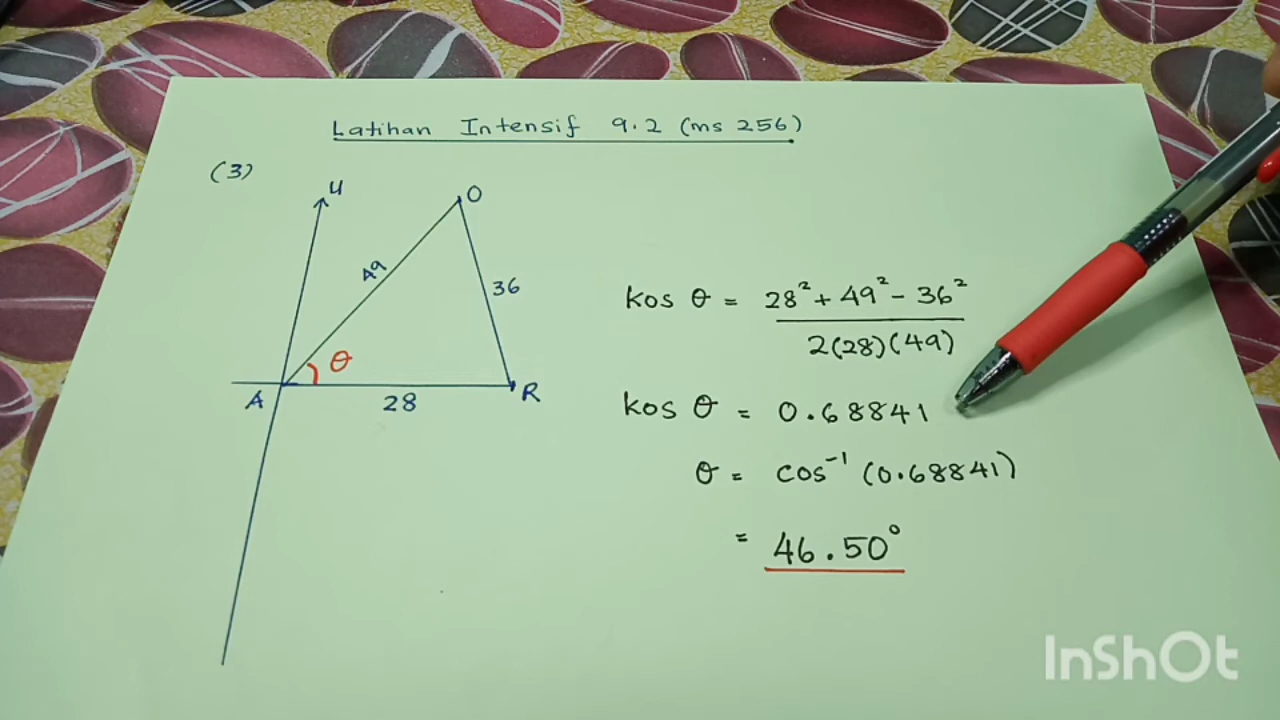 Latihan Intensif 9.2 (ms 256)
(3)
U
O
49
36
θ
A
28
R
kos θ = 28² + 49² - 36²
2(28)(49)
kos θ = 0.68841
θ = cos⁻¹ (0.68841)
= 46.50°
InShOt